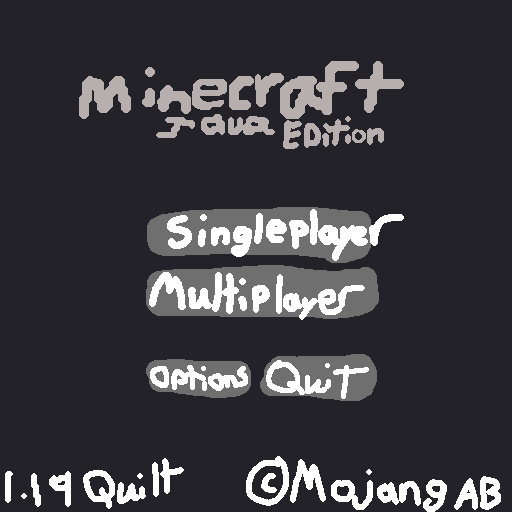 minecraft
Java EDition
Singleplayer
Multiplayer
options Quit
1.19 Quilt ©Mojang AB